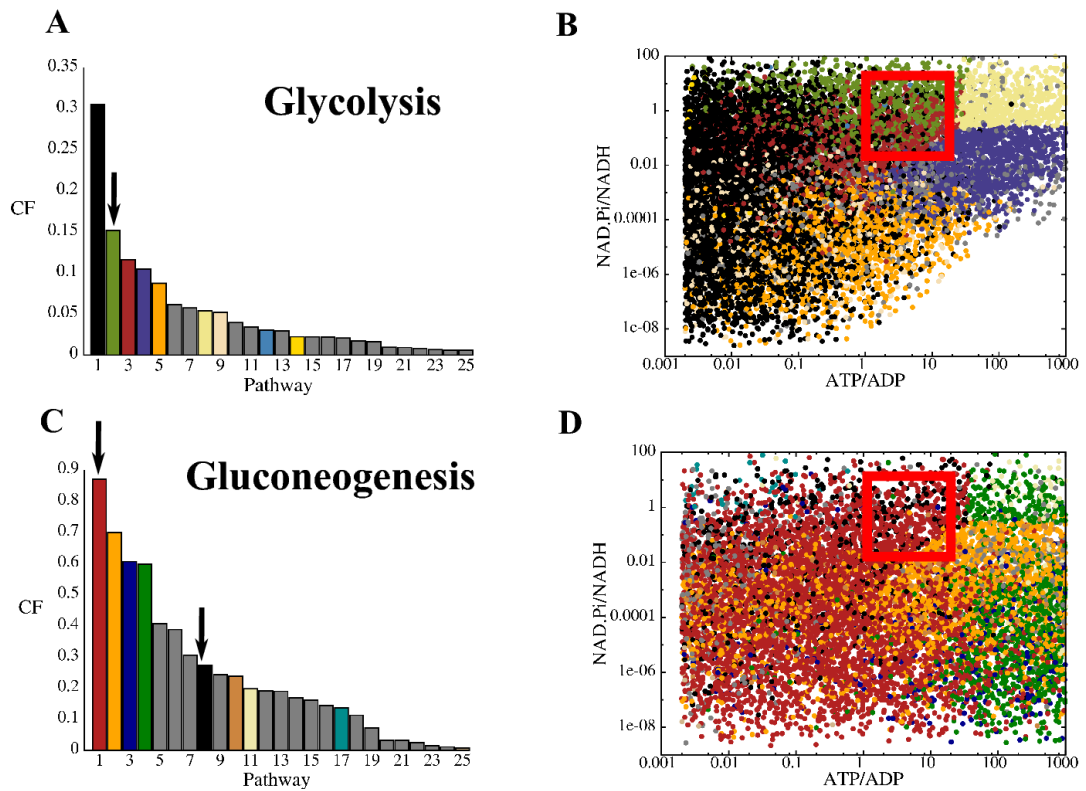 A
Glycolysis
0.35
0.3
0.25
0.2
0.15
0.1
0.05
0
CF
1 3 5 7 9 11 13 15 17 19 21 23 25
Pathway
B
100
1
0.01
0.0001
1e-06
1e-08
NAD.Pi/NADH
0.001 0.01 0.1 1 10 100 1000
ATP/ADP
C
Gluconeogenesis
0.9
0.8
0.7
0.6
0.5
0.4
0.3
0.2
0.1
0
CF
1 3 5 7 9 11 13 15 17 19 21 23 25
Pathway
D
100
1
0.01
0.0001
1e-06
1e-08
NAD.Pi/NADH
0.001 0.01 0.1 1 10 100 1000
ATP/ADP